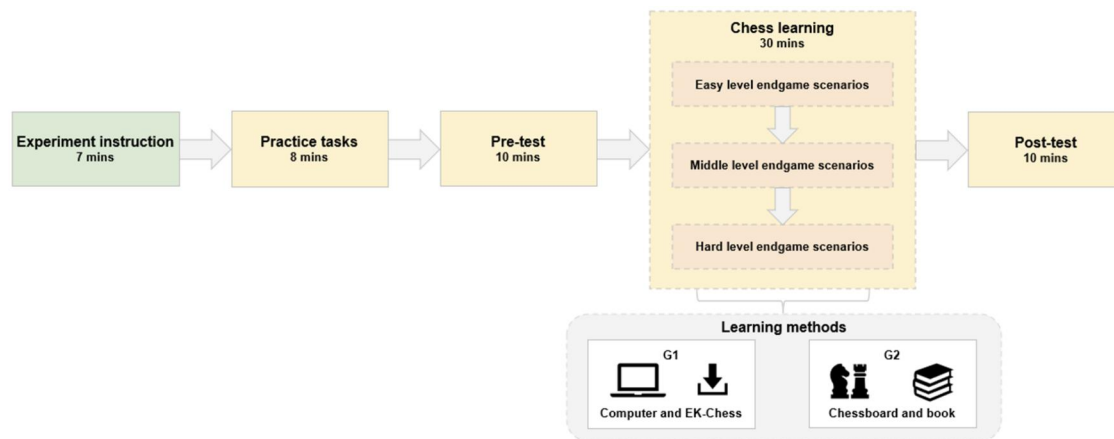 Experiment instruction
7 mins
Practice tasks
8 mins
Pre-test
10 mins
Chess learning
30 mins
Easy level endgame scenarios
Middle level endgame scenarios
Hard level endgame scenarios
Post-test
10 mins
Learning methods
G1
Computer and EK-Chess
G2
Chessboard and book